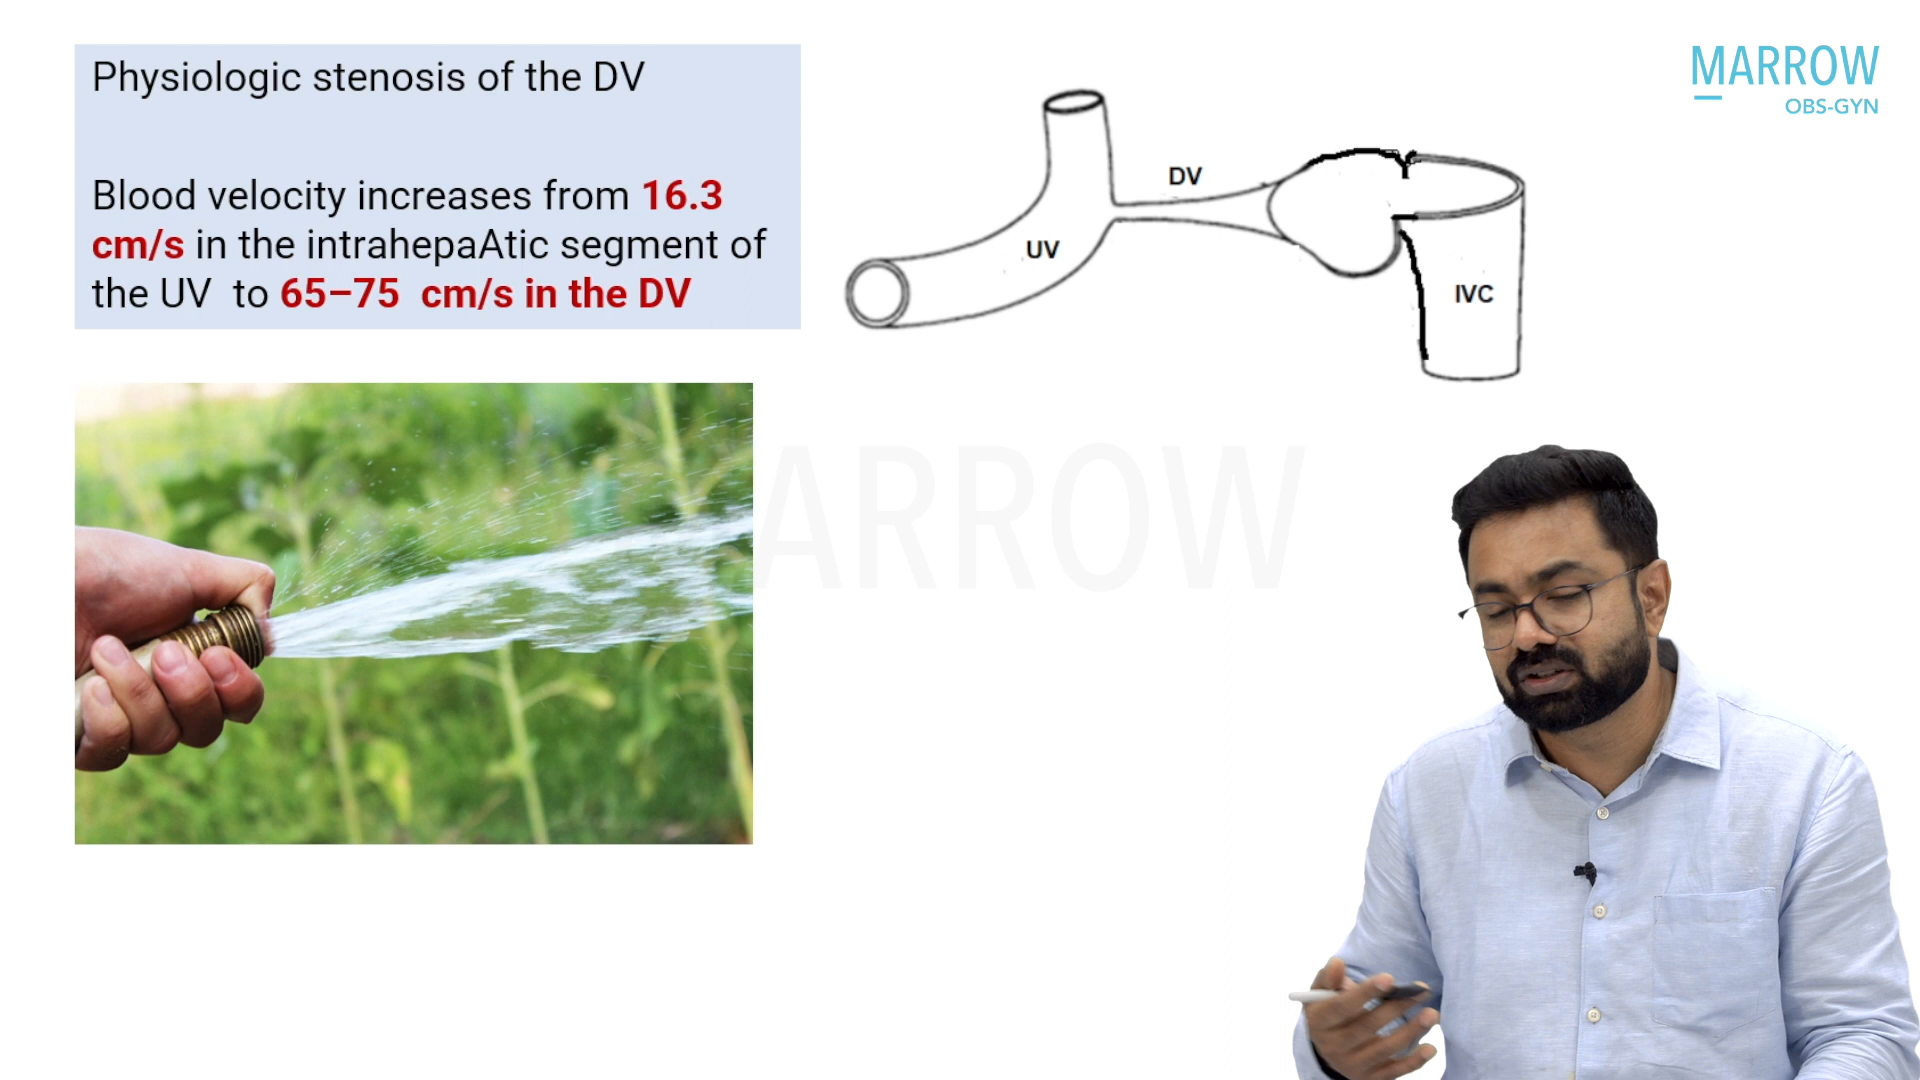 Physiologic stenosis of the DV
Blood velocity increases from 16.3
cm/s in the intrahepaAtic segment of
the UV to 65–75 cm/s in the DV
DV
UV
IVC
MARROW
OBS-GYN
ARROW